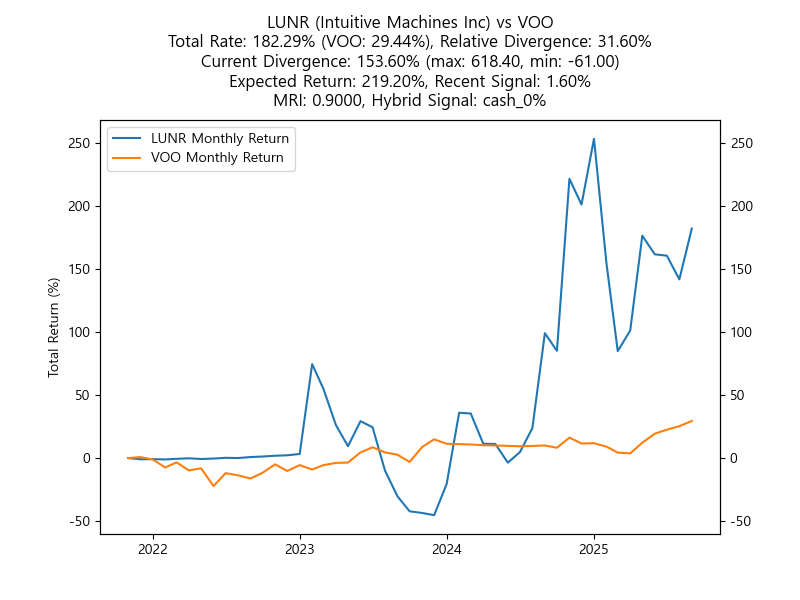 LUNR (Intuitive Machines Inc) vs VOO
Total Rate: 182.29% (VOO: 29.44%), Relative Divergence: 31.60%
Current Divergence: 153.60% (max: 618.40, min: -61.00)
Expected Return: 219.20%, Recent Signal: 1.60%
MRI: 0.9000, Hybrid Signal: cash_0%
LUNR Monthly Return
VOO Monthly Return
Total Return (%)
250
200
150
100
50
0
-50
250
200
150
100
50
0
-50
2022
2023
2024
2025